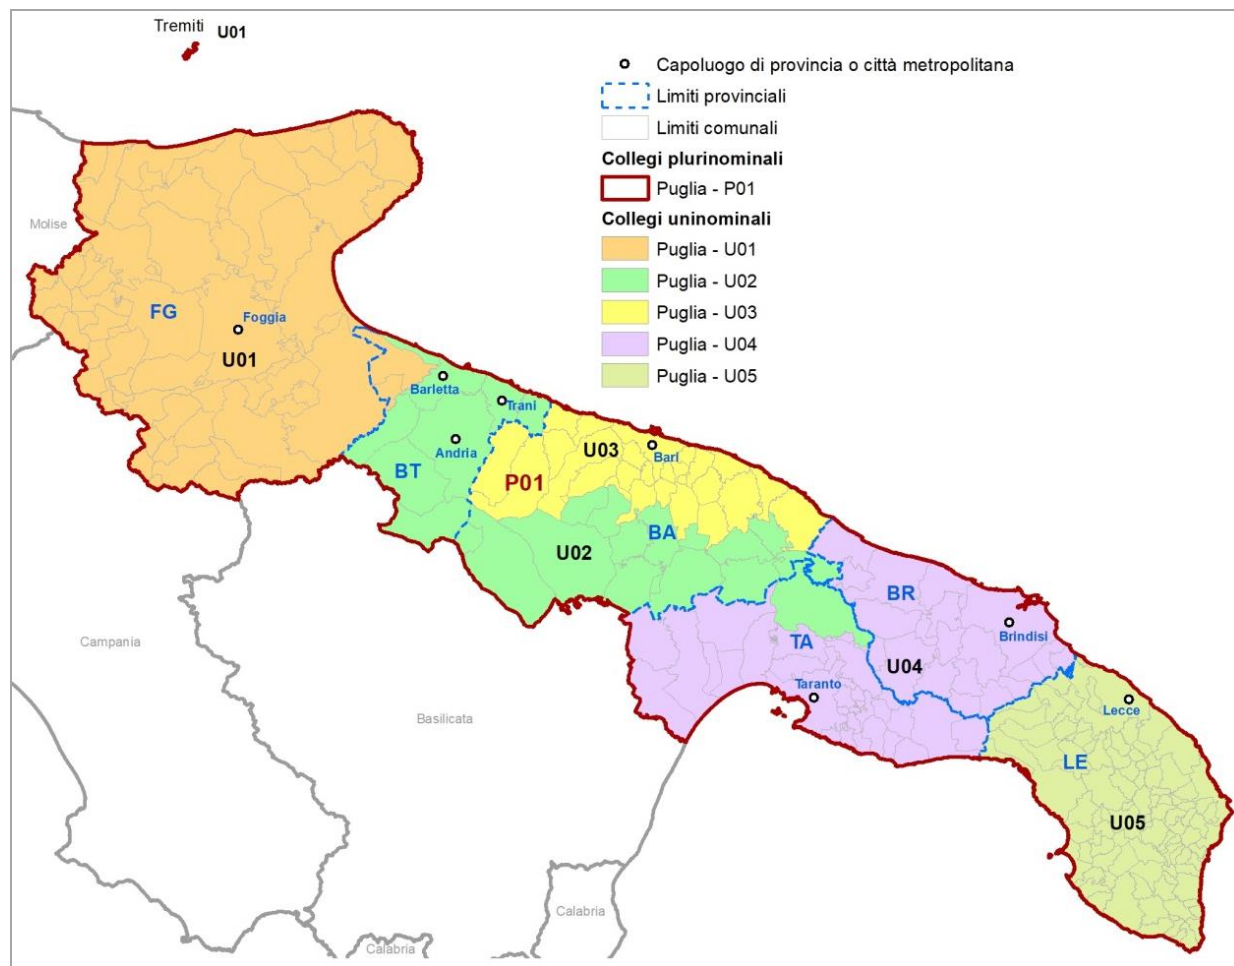 Tremiti U01
Capoluogo di provincia o città metropolitana
Limiti provinciali
Limiti comunali
Collegi plurinominali
Puglia - P01
Collegi uninominali
Puglia - U01
Puglia - U02
Puglia - U03
Puglia - U04
Puglia - U05
Molise
FG
Foggia
U01
Barletta
Trani
Andria
BT
U03
Bari
P01
BA
U02
BR
Brindisi
TA
U04
Taranto
Lecce
LE
U05
Campania
Basilicata
Calabria
Calabria